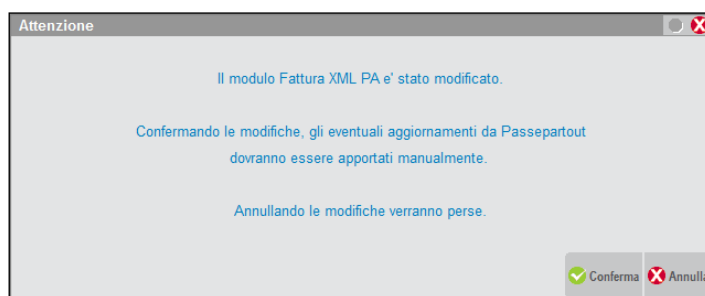 Attenzione
Il modulo Fattura XML PA e' stato modificato.
Confermando le modifiche, gli eventuali aggiornamenti da Passepartout
dovranno essere apportati manualmente.
Annullando le modifiche verranno perse.
Conferma Annulla